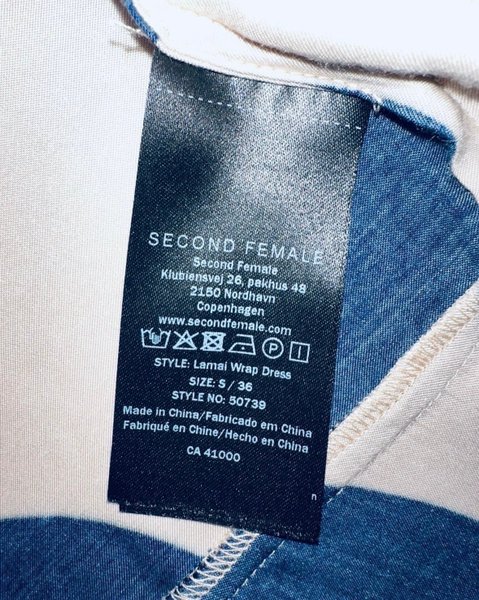 SECOND FEMALE
Second Female
Klubiensvej 26, pakhus 48
2150 Nordhavn
Copenhagen
www.secondfemale.com
STYLE: Lamai Wrap Dress
SIZE: S / 36
STYLE NO: 50739
Made in China/Fabricado em China
Fabriqué en Chine/Hecho en China
CA 41000
n